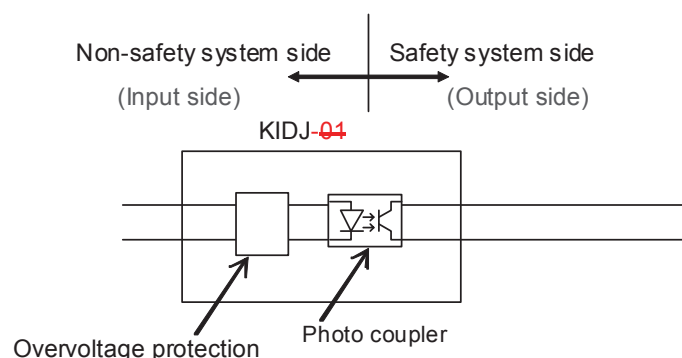 Non-safety system side Safety system side
(Input side) (Output side)
KIDJ-01
Photo coupler
Overvoltage protection